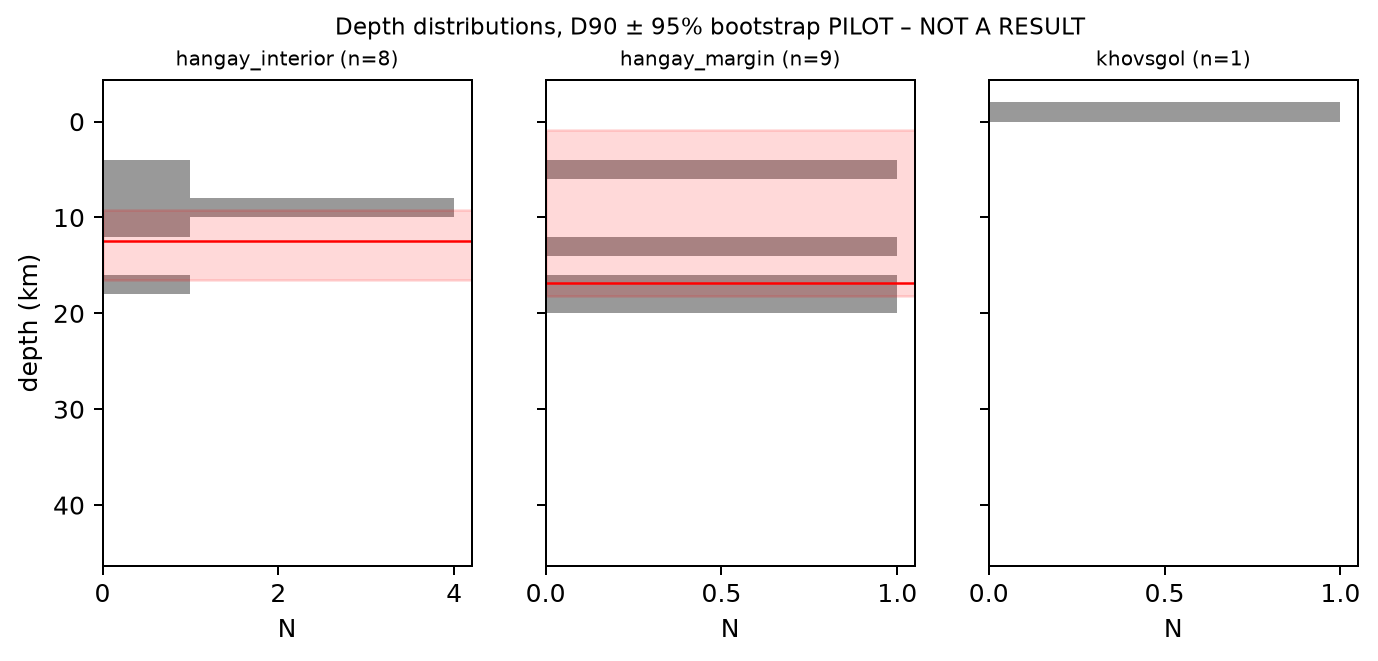 Depth distributions, D90 ± 95% bootstrap PILOT – NOT A RESULT
hangay_interior (n=8)
hangay_margin (n=9)
khovsgol (n=1)
depth (km)
0
10
20
30
40
0
2
4
N
0.0
0.5
1.0
N
0.0
0.5
1.0
N